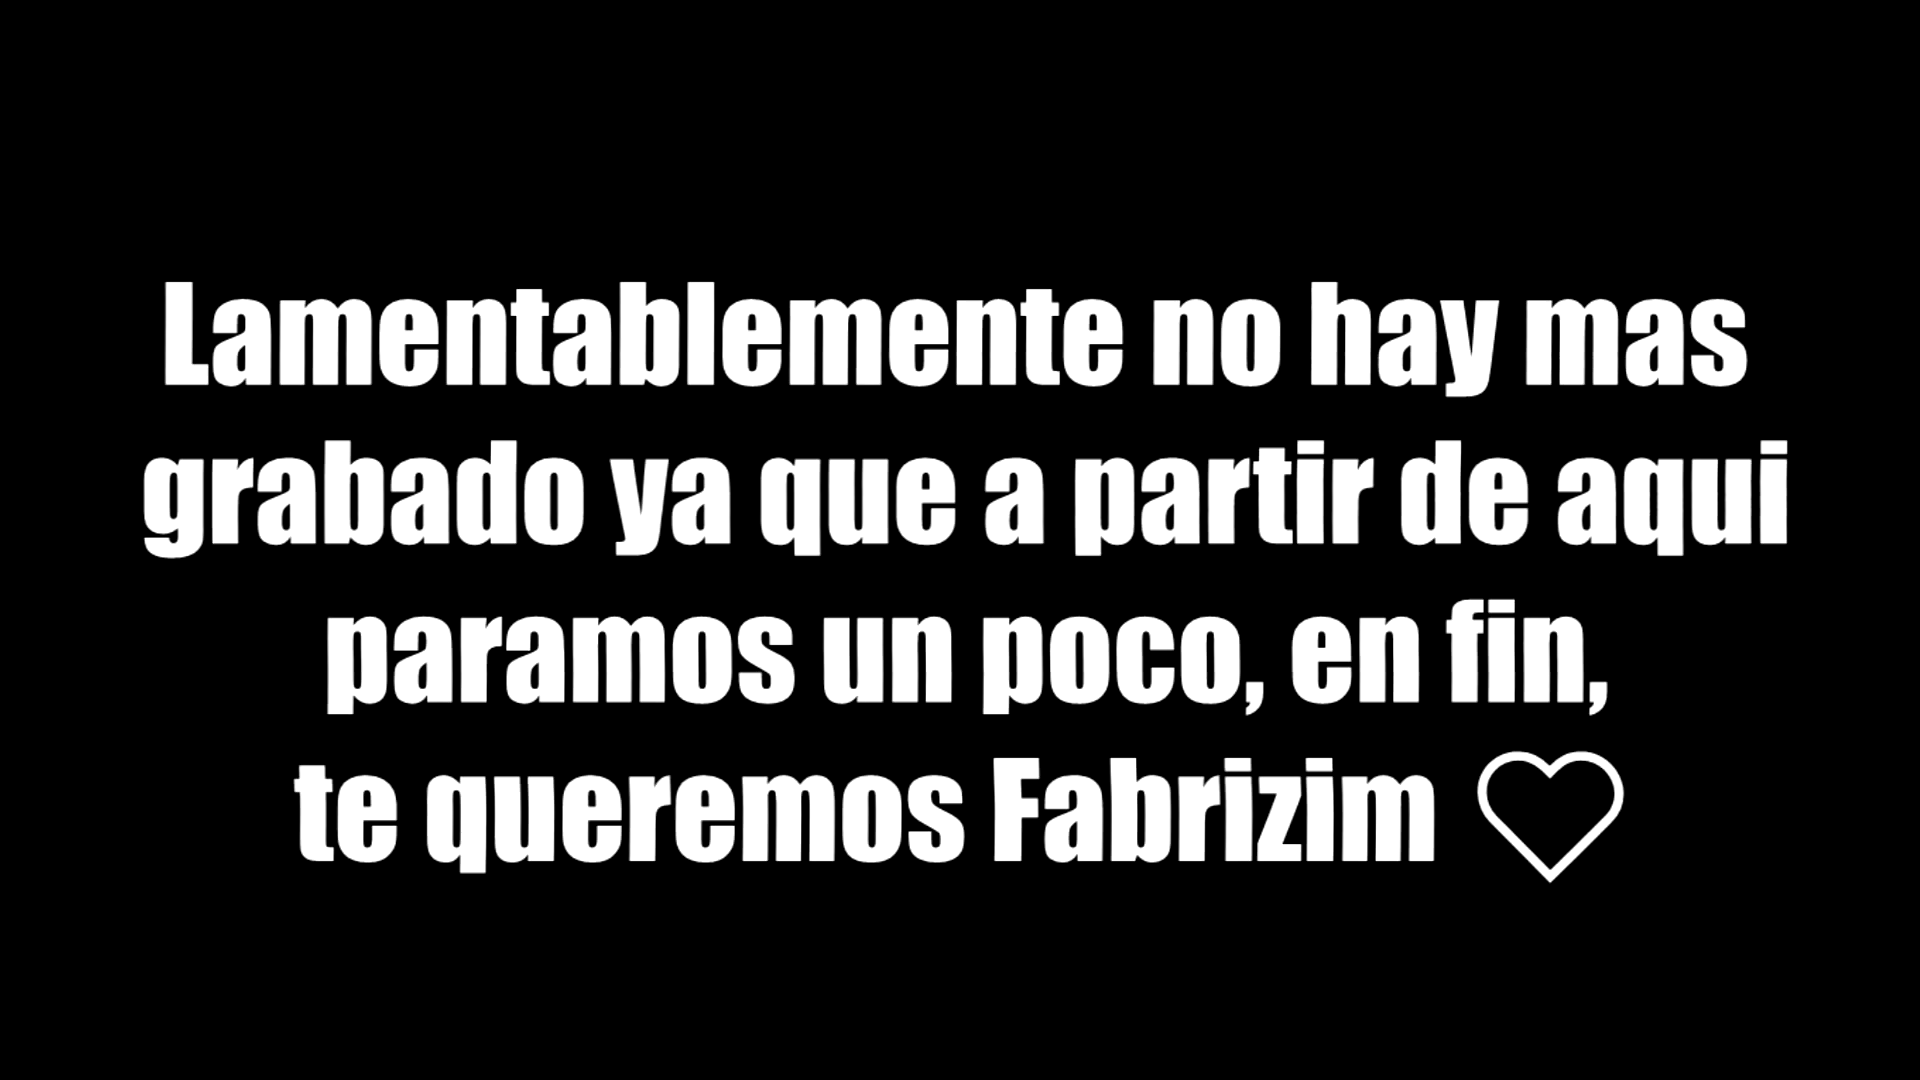 Lamentablemente no hay mas
grabado ya que a partir de aqui
paramos un poco, en fin,
te queremos Fabrizim ♡